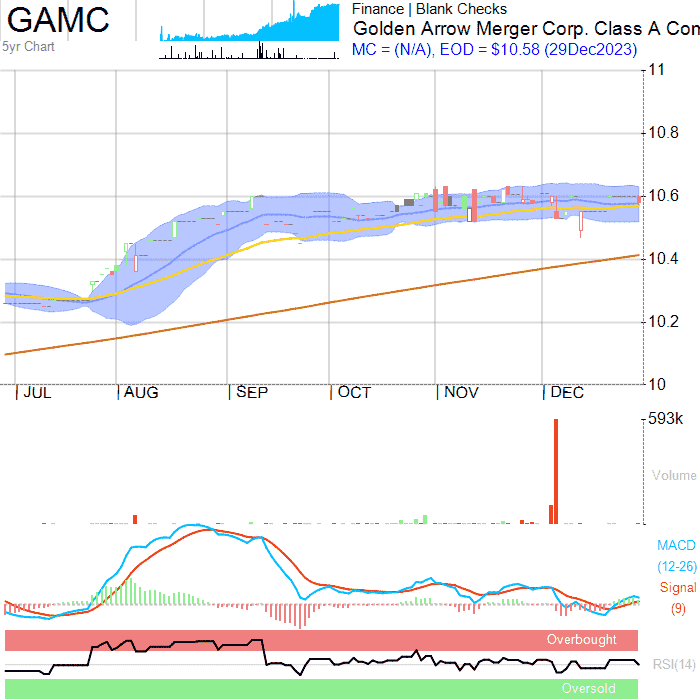 GAMC
5yr Chart
Finance | Blank Checks
Golden Arrow Merger Corp. Class A Con
MC = (N/A), EOD = $10.58 (29Dec2023)
11
10.8
10.6
10.4
10.2
10
JUL AUG SEP OCT NOV DEC
593k
Volume
MACD
(12-26)
Signal
(9)
Overbought
RSI(14)
Oversold